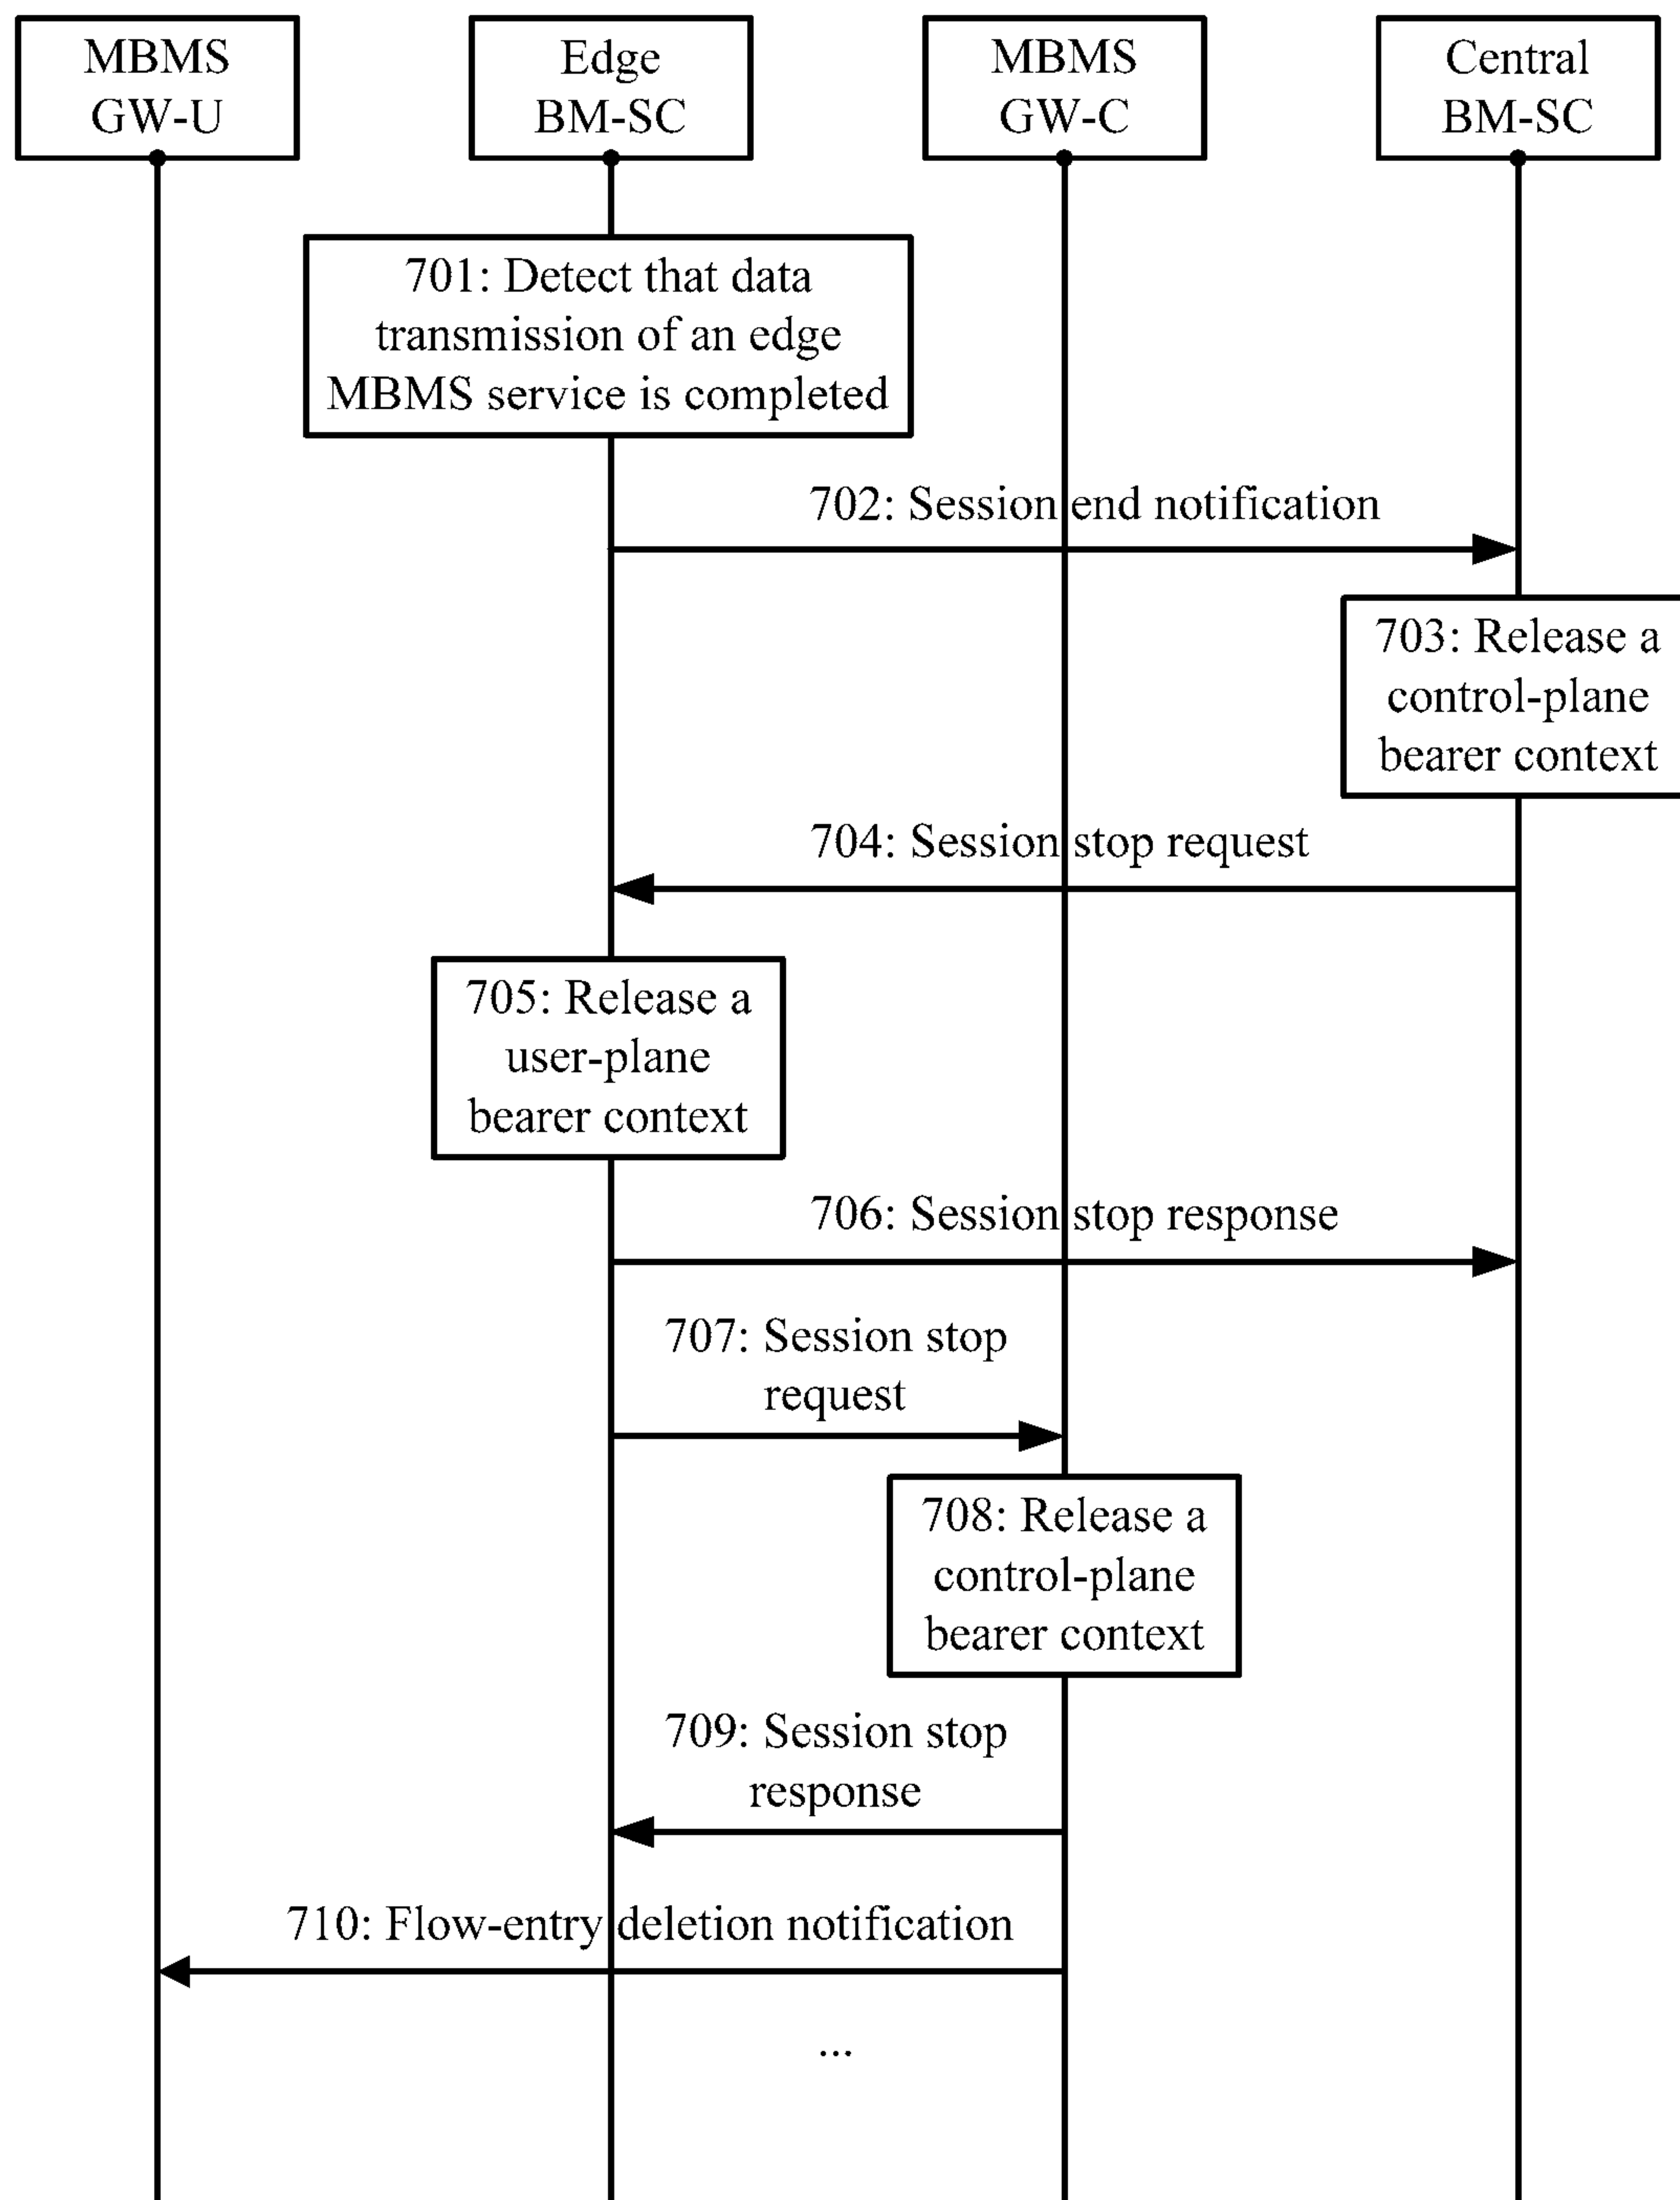 MBMS
GW-U
Edge
BM-SC
MBMS
GW-C
Central
BM-SC
701: Detect that data
transmission of an edge
MBMS service is completed
702: Session end notification
703: Release a
control-plane
bearer context
704: Session stop request
705: Release a
user-plane
bearer context
706: Session stop response
707: Session stop
request
708: Release a
control-plane
bearer context
709: Session stop
response
710: Flow-entry deletion notification
...